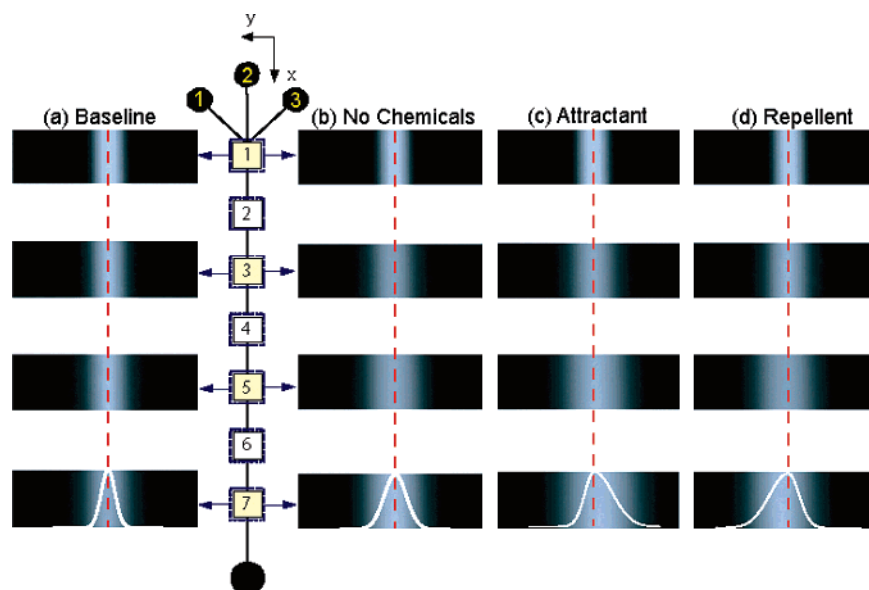 y
x
2
1
3
(a) Baseline
(b) No Chemicals
(c) Attractant
(d) Repellent
1
2
3
4
5
6
7